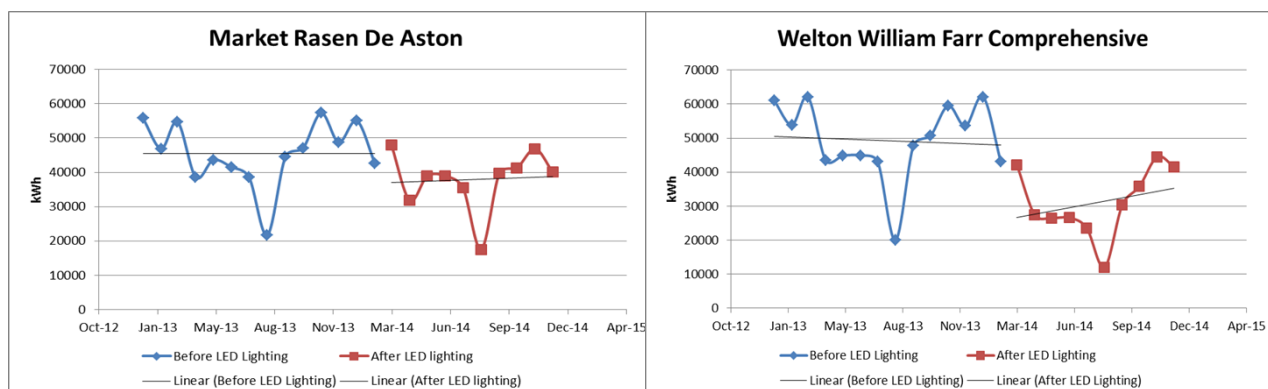 Market Rasen De Aston
70000
60000
50000
40000
30000
20000
10000
0
kWh
Oct-12 Jan-13 May-13 Aug-13 Nov-13 Mar-14 Jun-14 Sep-14 Dec-14 Apr-15
Before LED Lighting After LED lighting
Linear (Before LED Lighting) Linear (After LED lighting)
Welton William Farr Comprehensive
70000
60000
50000
40000
30000
20000
10000
0
kWh
Oct-12 Jan-13 May-13 Aug-13 Nov-13 Mar-14 Jun-14 Sep-14 Dec-14 Apr-15
Before LED Lighting After LED Lighting
Linear (Before LED Lighting) Linear (After LED Lighting)